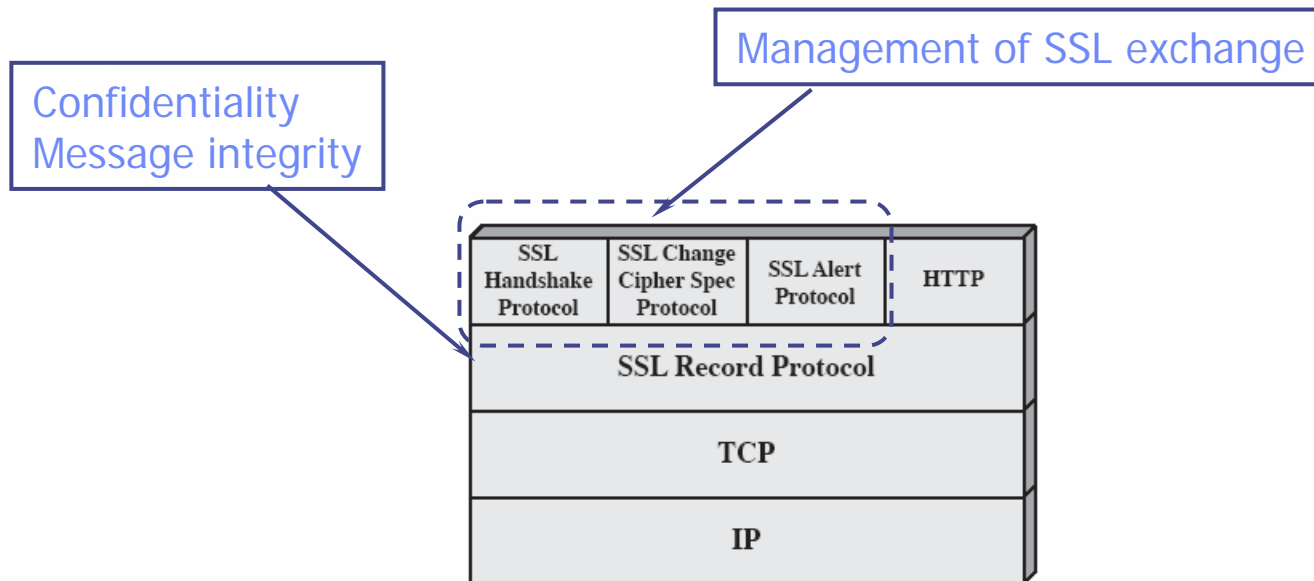 Management of SSL exchange
Confidentiality
Message integrity
SSL
Handshake
Protocol
SSL Change
Cipher Spec
Protocol
SSL Alert
Protocol
HTTP
SSL Record Protocol
TCP
IP